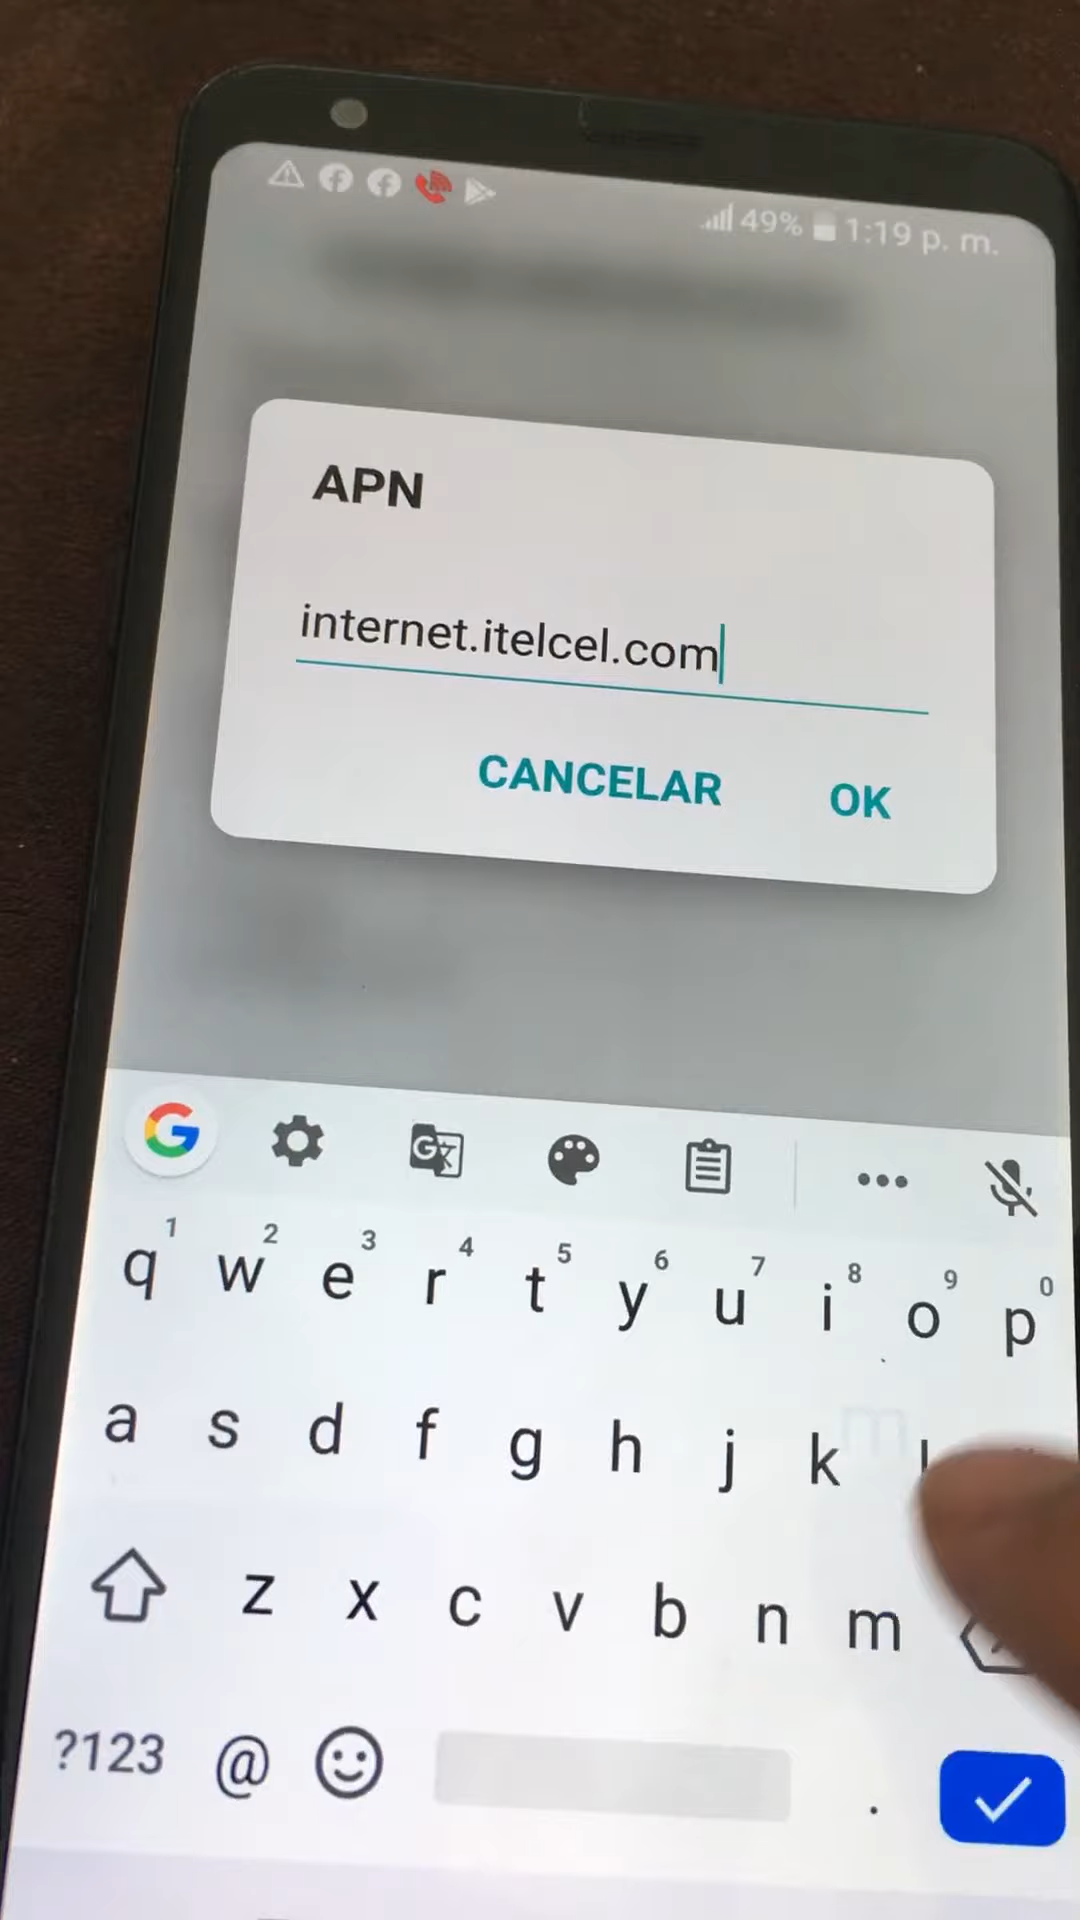 49% 1:19 p. m.
APN
internet.itelcel.com
CANCELAR OK
1 2 3 4 5 6 7 8 9 0
q w e r t y u i o p
a s d f g h j k l
z x c v b n m
?123 @ .